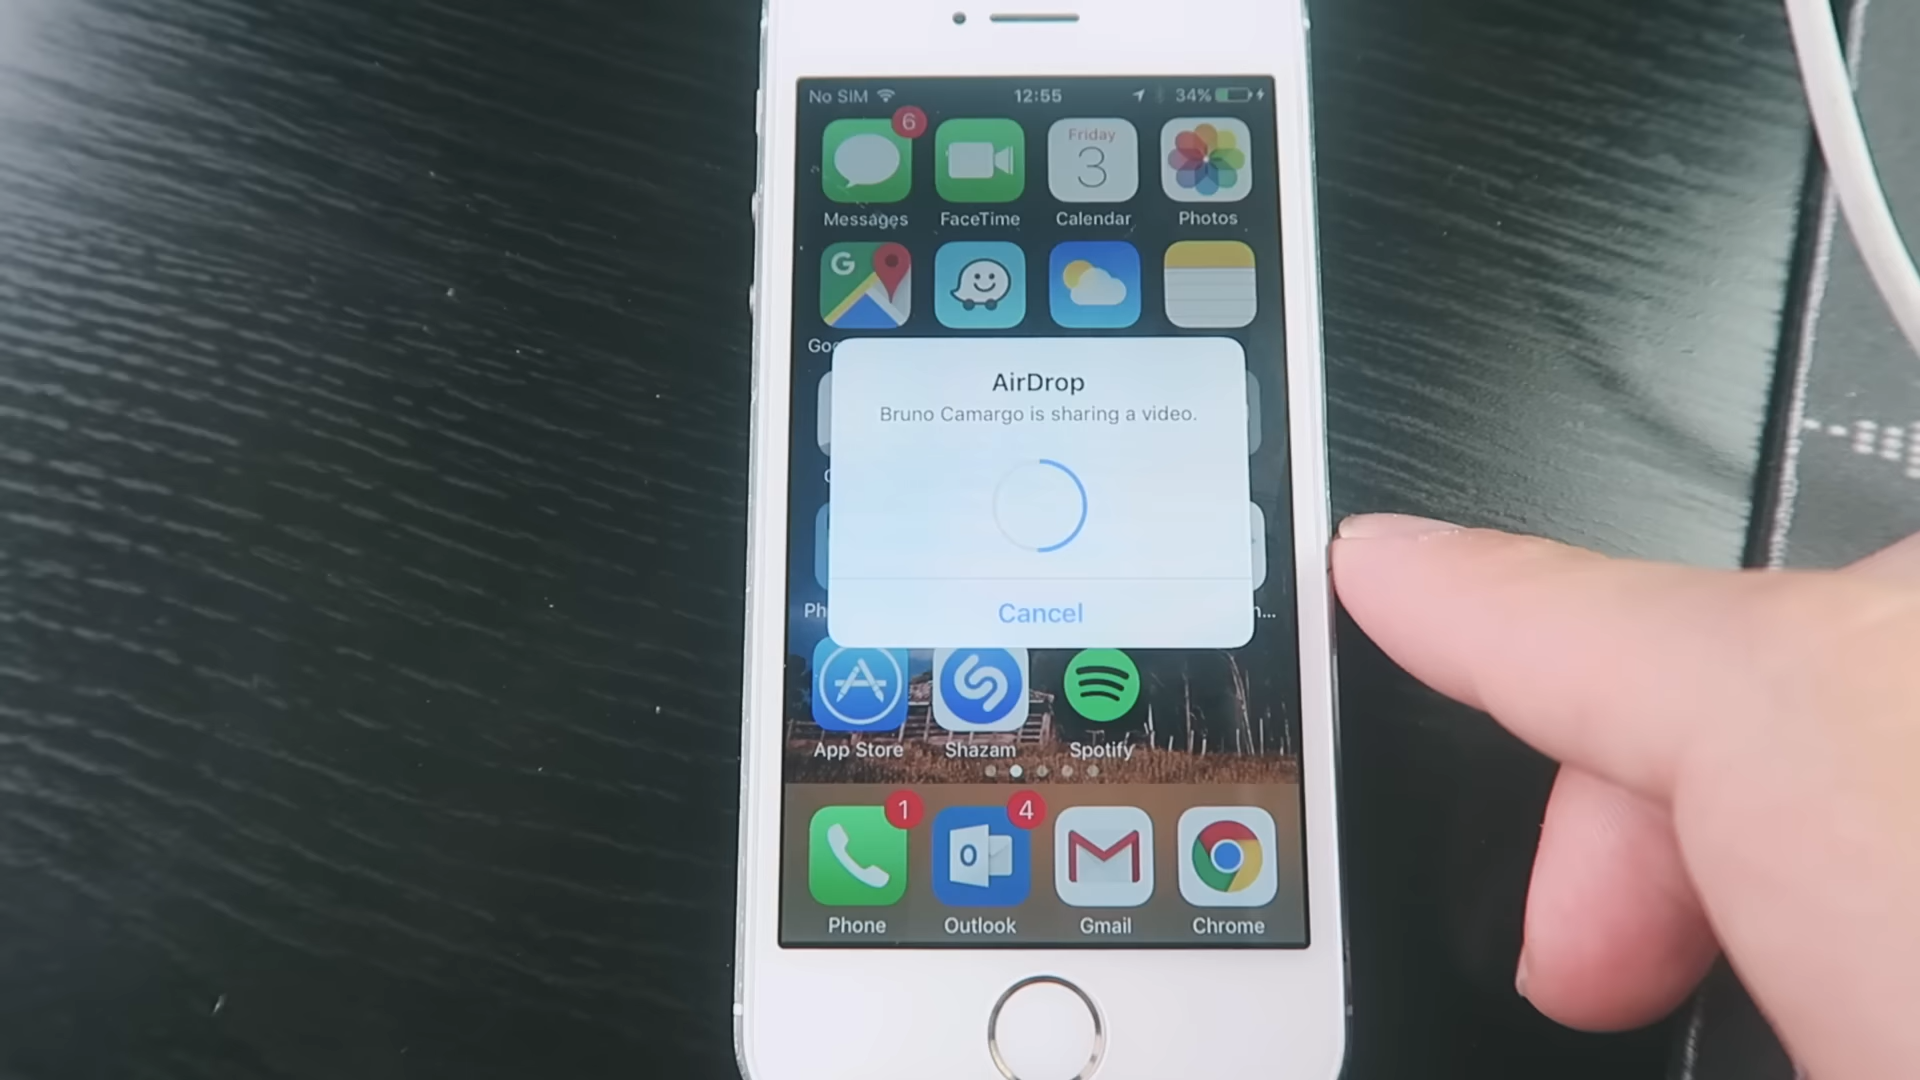 No SIM 12:55 34%
6
Friday
3
Messages FaceTime Calendar Photos
G
AirDrop
Bruno Camargo is sharing a video.
Cancel
App Store Shazam Spotify
1 4
Phone Outlook Gmail Chrome